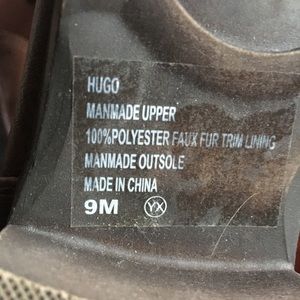 HUGO
MANMADE UPPER
100%POLYESTER FAUX FUR TRIM LINING
MANMADE OUTSOLE
MADE IN CHINA
9M YX